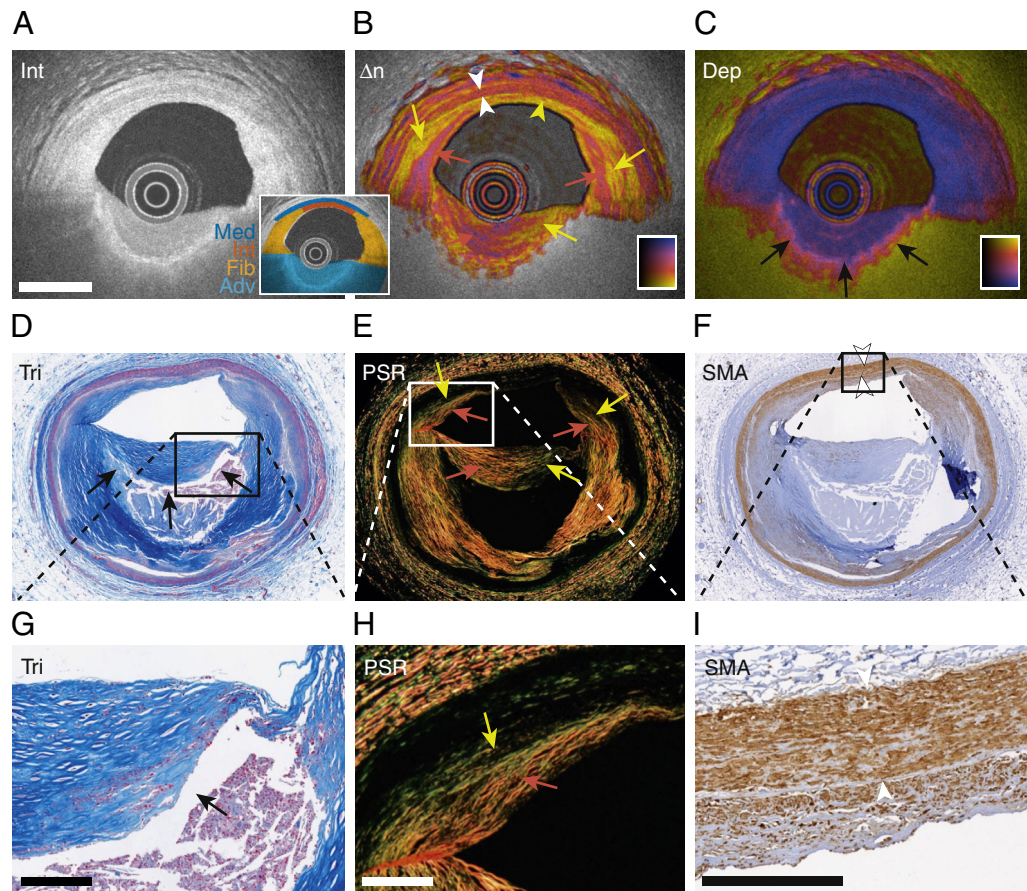 A
B
C
Int
Δn
Dep
Med
Int
Fib
Adv
D
E
F
Tri
PSR
SMA
G
H
I
Tri
PSR
SMA